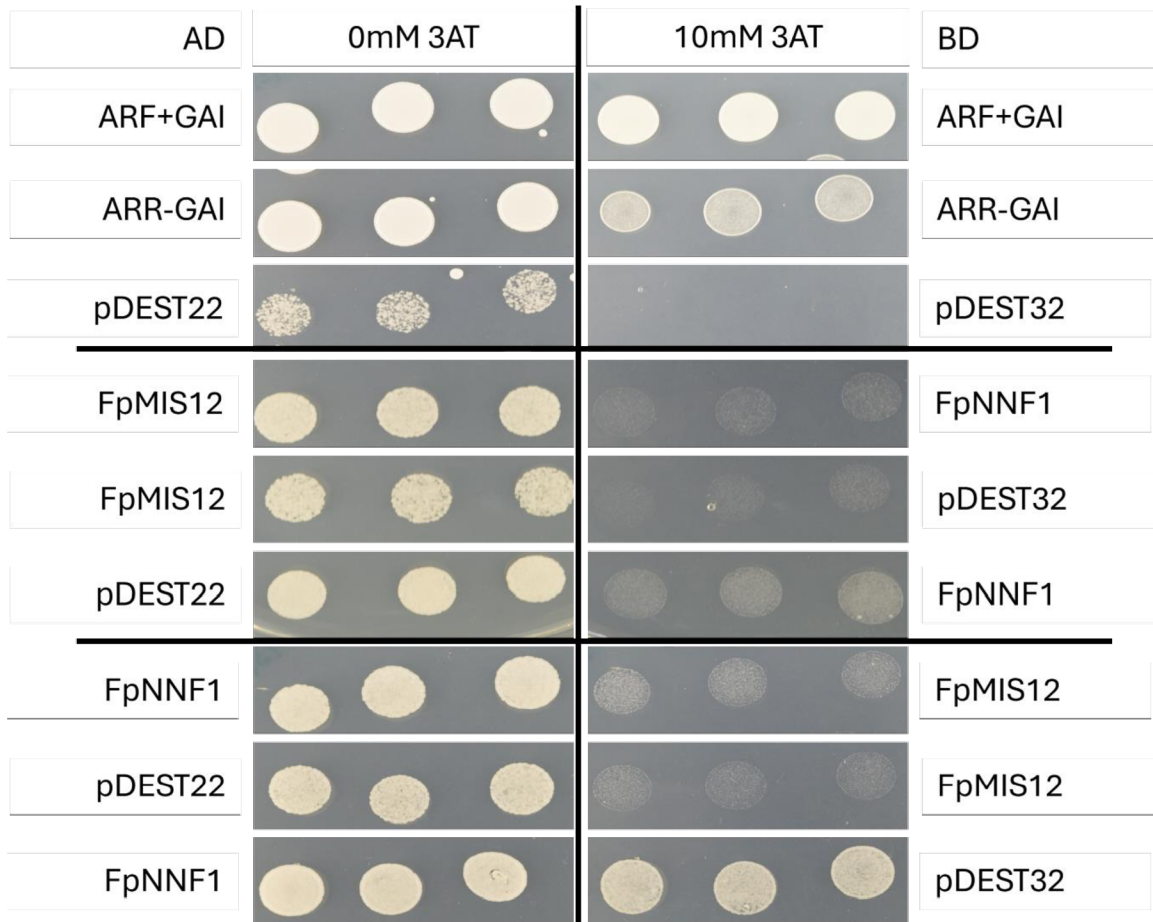 AD 0mM 3AT 10mM 3AT BD
ARF+GAI ARF+GAI
ARR-GAI ARR-GAI
pDEST22 pDEST32
FpMIS12 FpNNF1
FpMIS12 pDEST32
pDEST22 FpNNF1
FpNNF1 FpMIS12
pDEST22 FpMIS12
FpNNF1 pDEST32